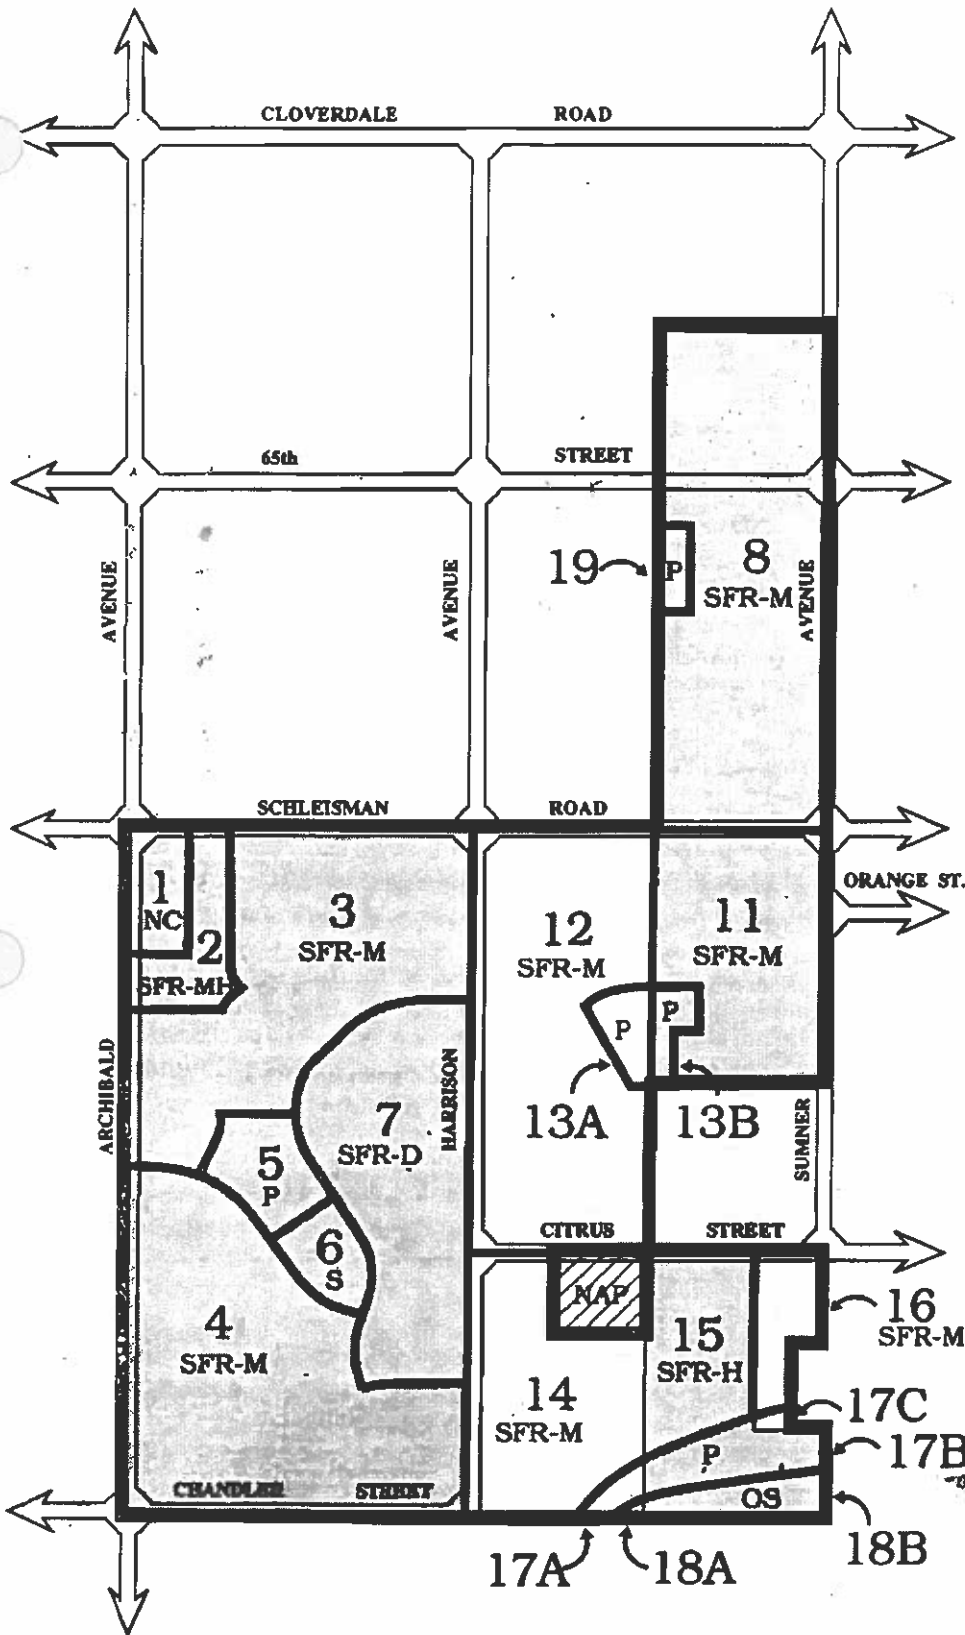 CLOVERDALE ROAD
65th STREET
19
P
8
SFR-M
AVENUE
AVENUE
AVENUE
SCHLEISMAN ROAD
ORANGE ST.
1
NC
2
SFR-MH
3
SFR-M
12
SFR-M
11
SFR-M
P
P
ARCHIBALD
HARRISON
13A
13B
SUMNER
7
SFR-D
5
P
6
S
CITRUS STREET
NAP
16
SFR-M
4
SFR-M
15
SFR-H
14
SFR-M
17C
17B
P
OS
CHANDLER STREET
18B
17A
18A